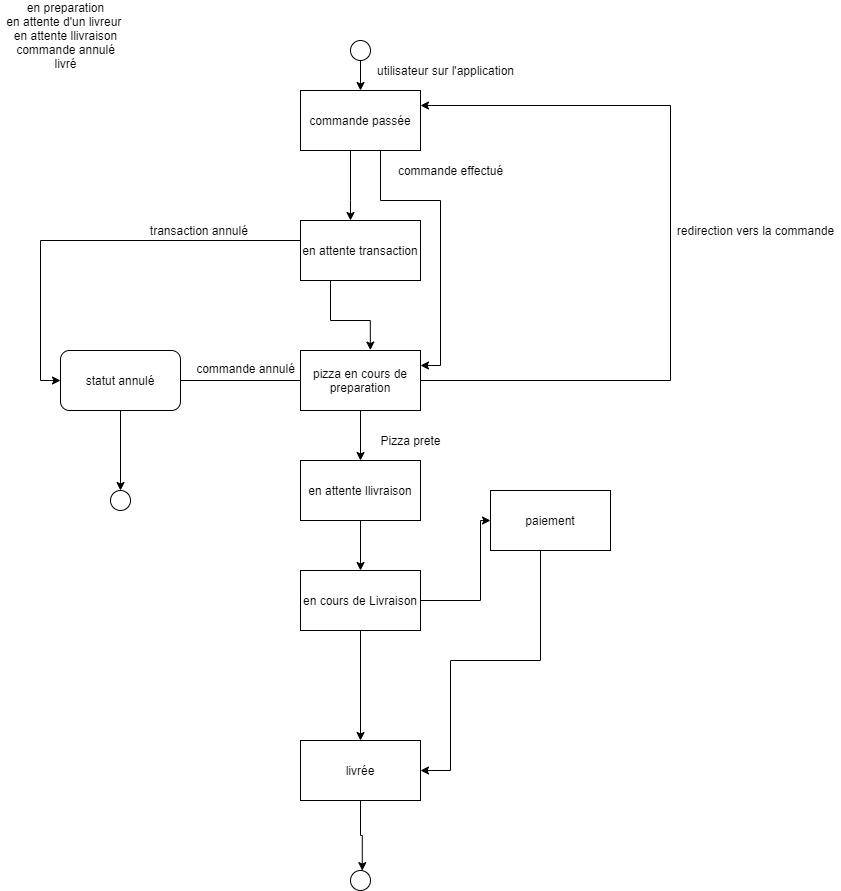 en preparation
en attente d'un livreur
en attente llivraison
commande annulé
livré
utilisateur sur l'application
commande passée
commande effectué
transaction annulé
redirection vers la commande
en attente transaction
commande annulé
pizza en cours de
preparation
statut annulé
Pizza prete
en attente llivraison
paiement
en cours de Livraison
livrée